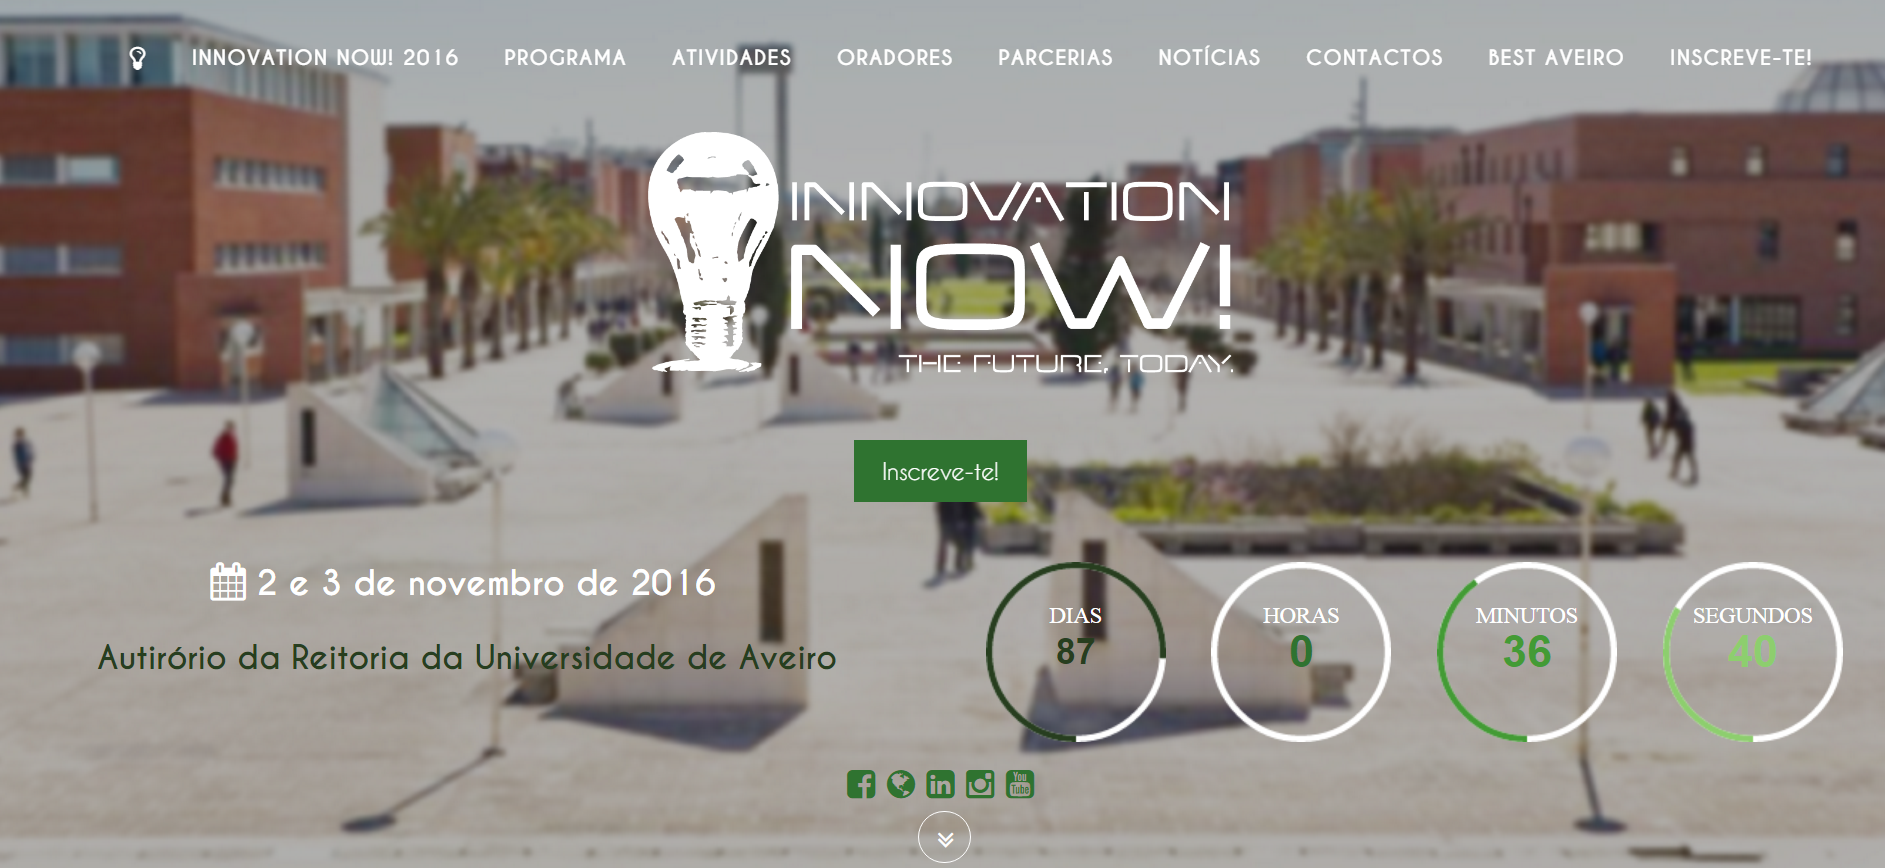 INNOVATION NOW! 2016 PROGRAMA ATIVIDADES ORADORES PARCERIAS NOTÍCIAS CONTACTOS BEST AVEIRO INSCREVE-TE!
INNOVATION
NOW!
THE FUTURE, TODAY.
Inscreve-te!
2 e 3 de novembro de 2016
Autirório da Reitoria da Universidade de Aveiro
DIAS HORAS MINUTOS SEGUNDOS
87 0 36 40
You
Tube